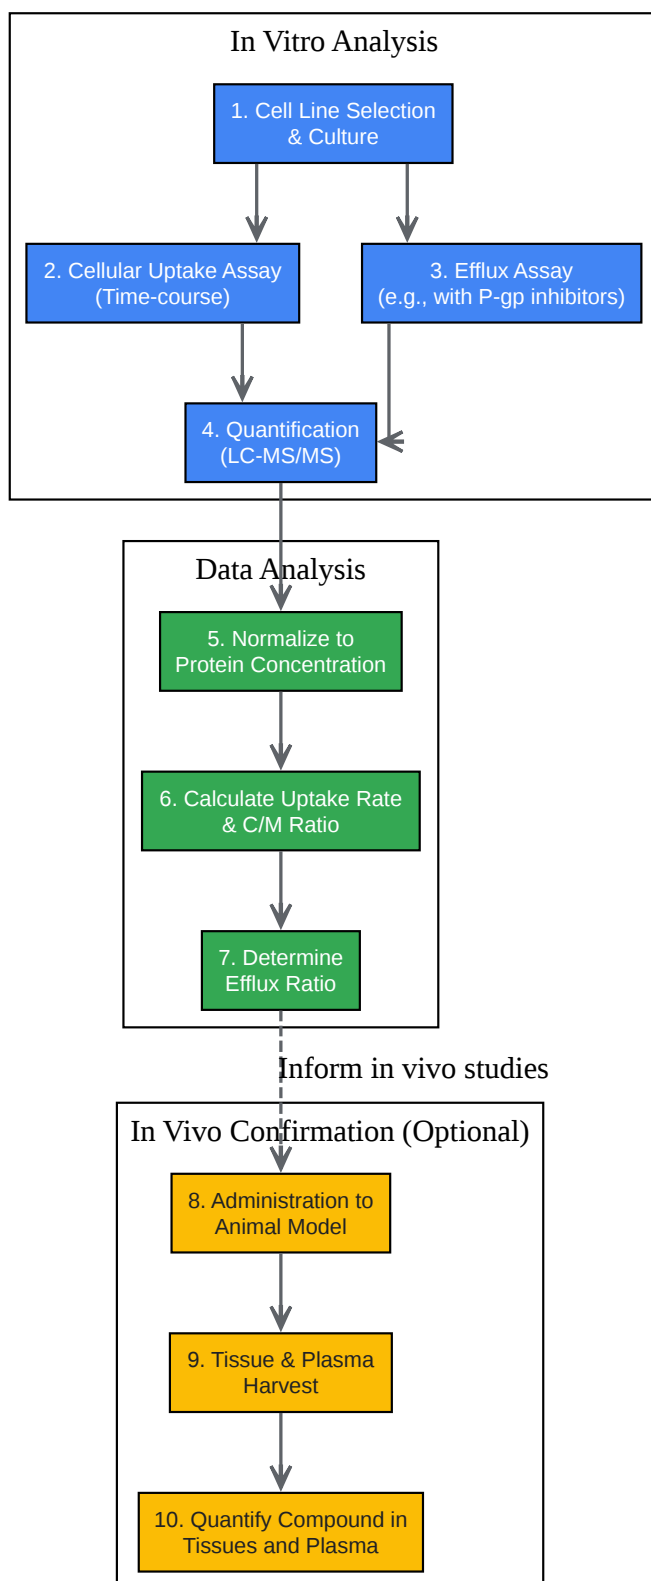 In Vitro Analysis
1. Cell Line Selection
& Culture
2. Cellular Uptake Assay
(Time-course)
3. Efflux Assay
(e.g., with P-gp inhibitors)
4. Quantification
(LC-MS/MS)
Data Analysis
5. Normalize to
Protein Concentration
6. Calculate Uptake Rate
& C/M Ratio
7. Determine
Efflux Ratio
Inform in vivo studies
In Vivo Confirmation (Optional)
8. Administration to
Animal Model
9. Tissue & Plasma
Harvest
10. Quantify Compound in
Tissues and Plasma